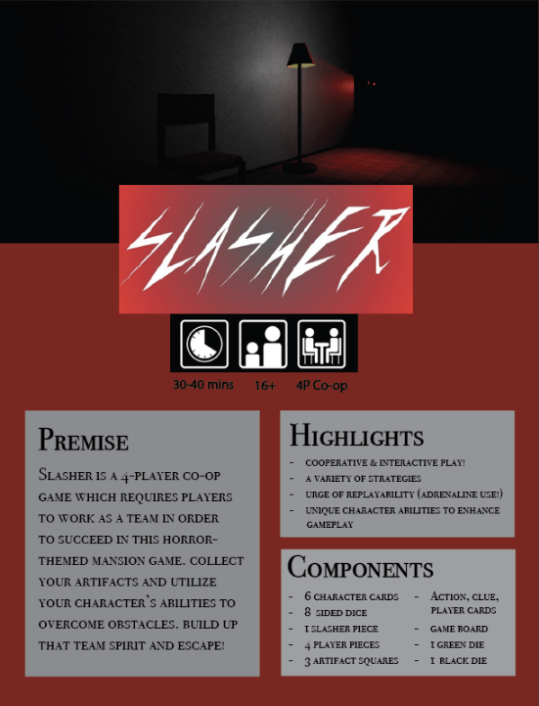 SLASHER
30-40 mins
16+
4P Co-op
PREMISE
SLASHER IS A 4-PLAYER CO-OP
GAME WHICH REQUIRES PLAYERS
TO WORK AS A TEAM IN ORDER
TO SUCCEED IN THIS HORROR-
THEMED MANSION GAME. COLLECT
YOUR ARTIFACTS AND UTILIZE
YOUR CHARACTER'S ABILITIES TO
OVERCOME OBSTACLES. BUILD UP
THAT TEAM SPIRIT AND ESCAPE!
HIGHLIGHTS
- COOPERATIVE & INTERACTIVE PLAY!
- A VARIETY OF STRATEGIES
- URGE OF REPLAYABILITY (ADRENALINE USE!)
- UNIQUE CHARACTER ABILITIES TO ENHANCE
GAMEPLAY
COMPONENTS
- 6 CHARACTER CARDS
- 8 SIDED DICE
- 1 SLASHER PIECE
- 4 PLAYER PIECES
- 3 ARTIFACT SQUARES
- ACTION, CLUE,
PLAYER CARDS
- GAME BOARD
- 1 GREEN DIE
- 1 BLACK DIE